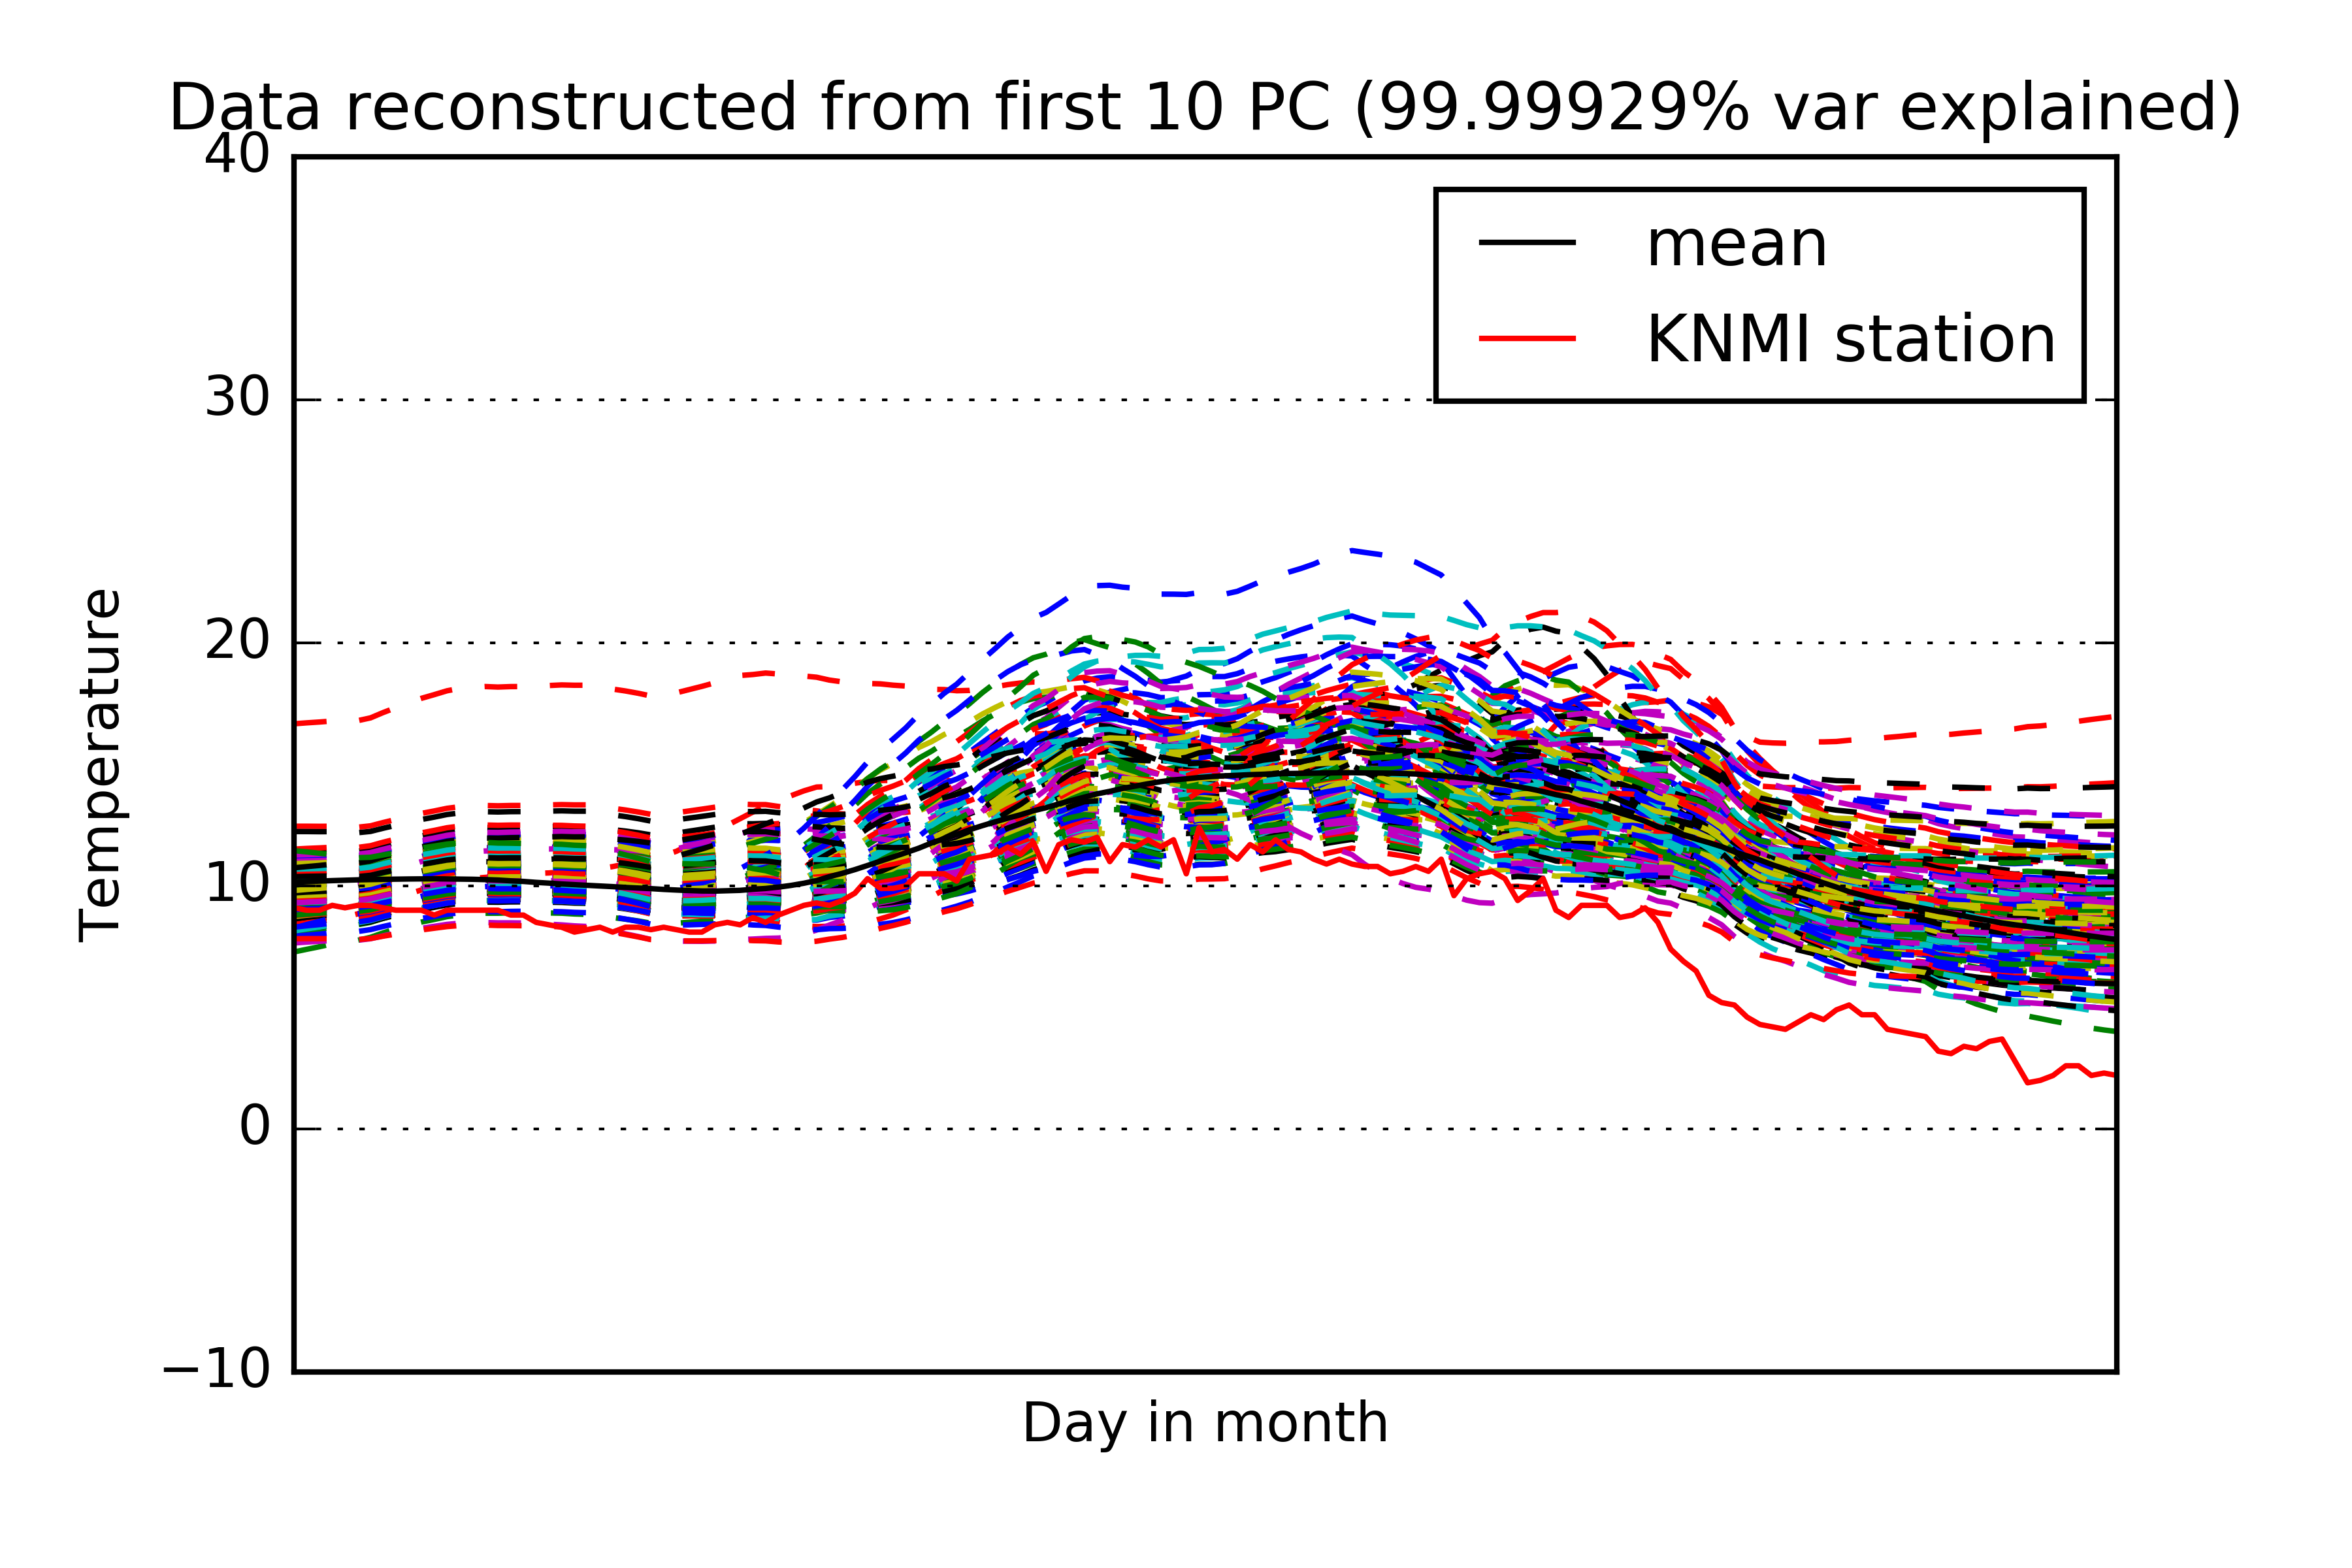 Data reconstructed from first 10 PC (99.99929% var explained)
40
30
20
10
0
−10
Temperature
mean
KNMI station
Day in month